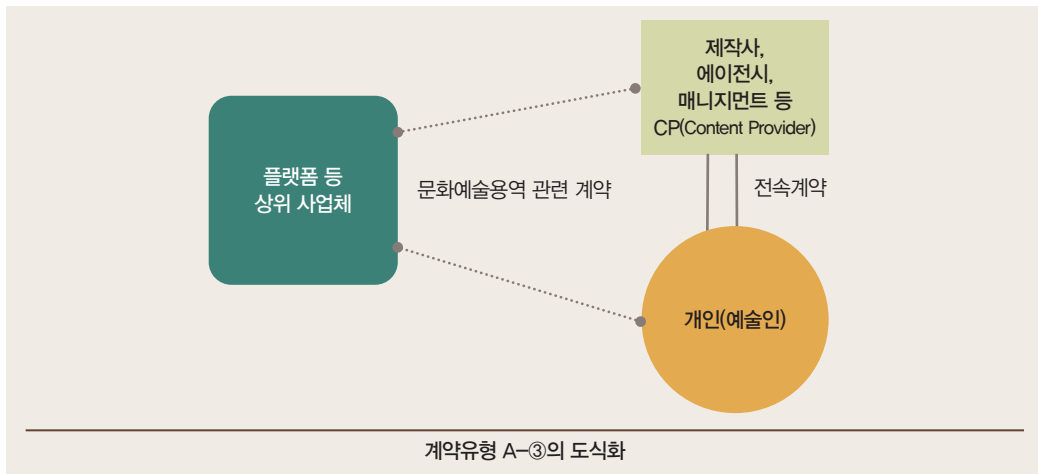 제작사,
에이전시,
매니지먼트 등
CP(Content Provider)
플랫폼 등
상위 사업체
문화예술용역 관련 계약
전속계약
개인(예술인)
계약유형 A-③의 도식화